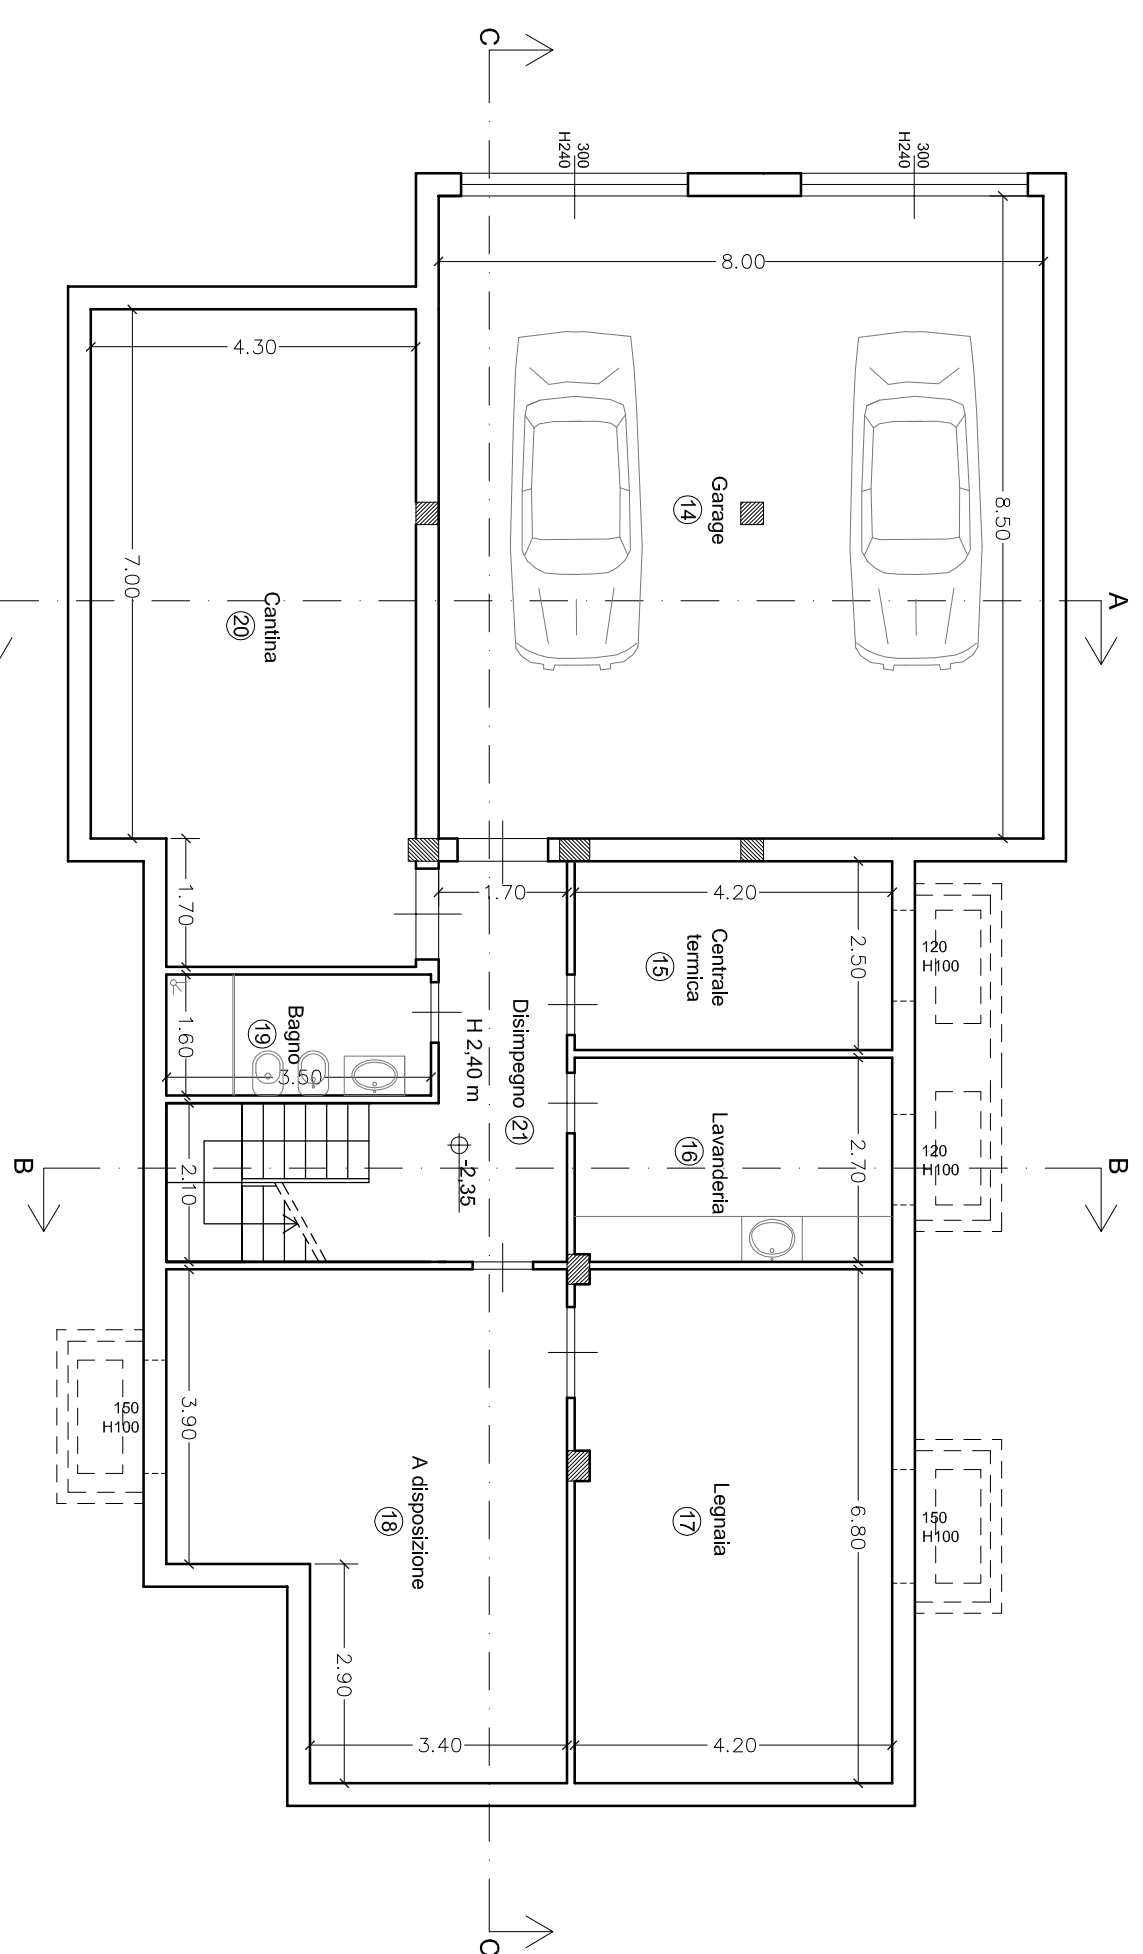 C
300
H240
300
H240
8.00
8.50
4.30
7.00
Garage
14
A
Cantina
20
1.70
1.70
4.20
2.50
Centrale
termica
15
120
H100
Bagno
19
1.60
3.50
Disimpegno 21
H 2,40 m
-2,35
Lavanderia
16
2.70
120
H100
B
B
2.10
3.90
150
H100
A disposizione
18
Legnaia
17
6.80
150
H100
2.90
3.40
4.20
C